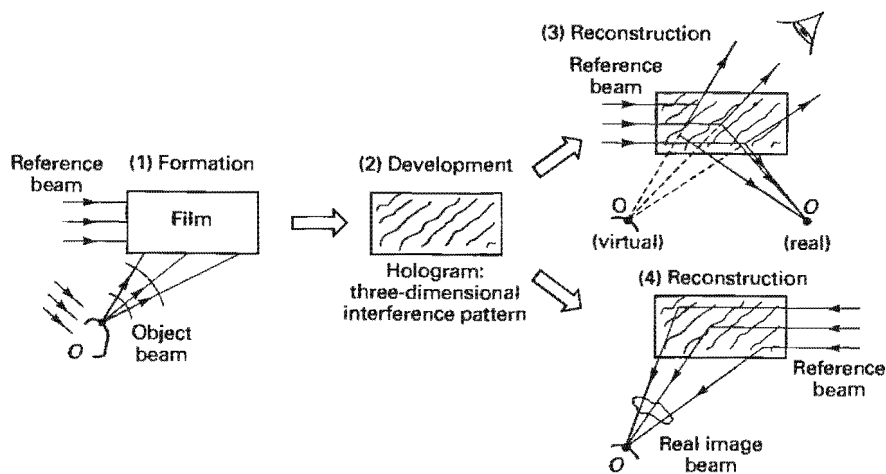 (1) Formation
Reference
beam
Film
O
Object
beam
(2) Development
Hologram:
three-dimensional
interference pattern
(3) Reconstruction
Reference
beam
O
(virtual)
O
(real)
(4) Reconstruction
Reference
beam
Real image
beam
O